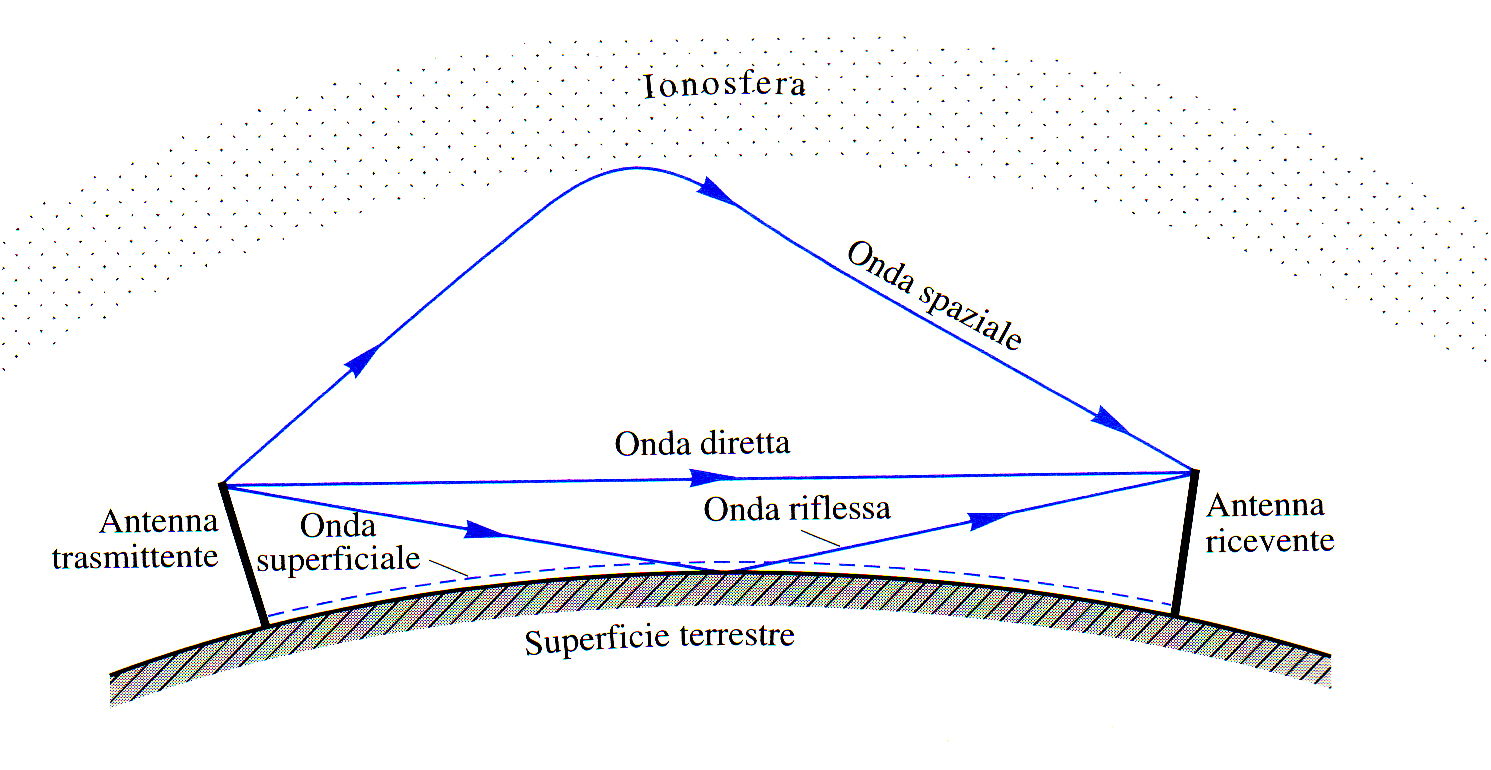 Ionosfera
Onda spaziale
Onda diretta
Onda riflessa
Antenna
trasmittente
Onda
superficiale
Antenna
ricevente
Superficie terrestre